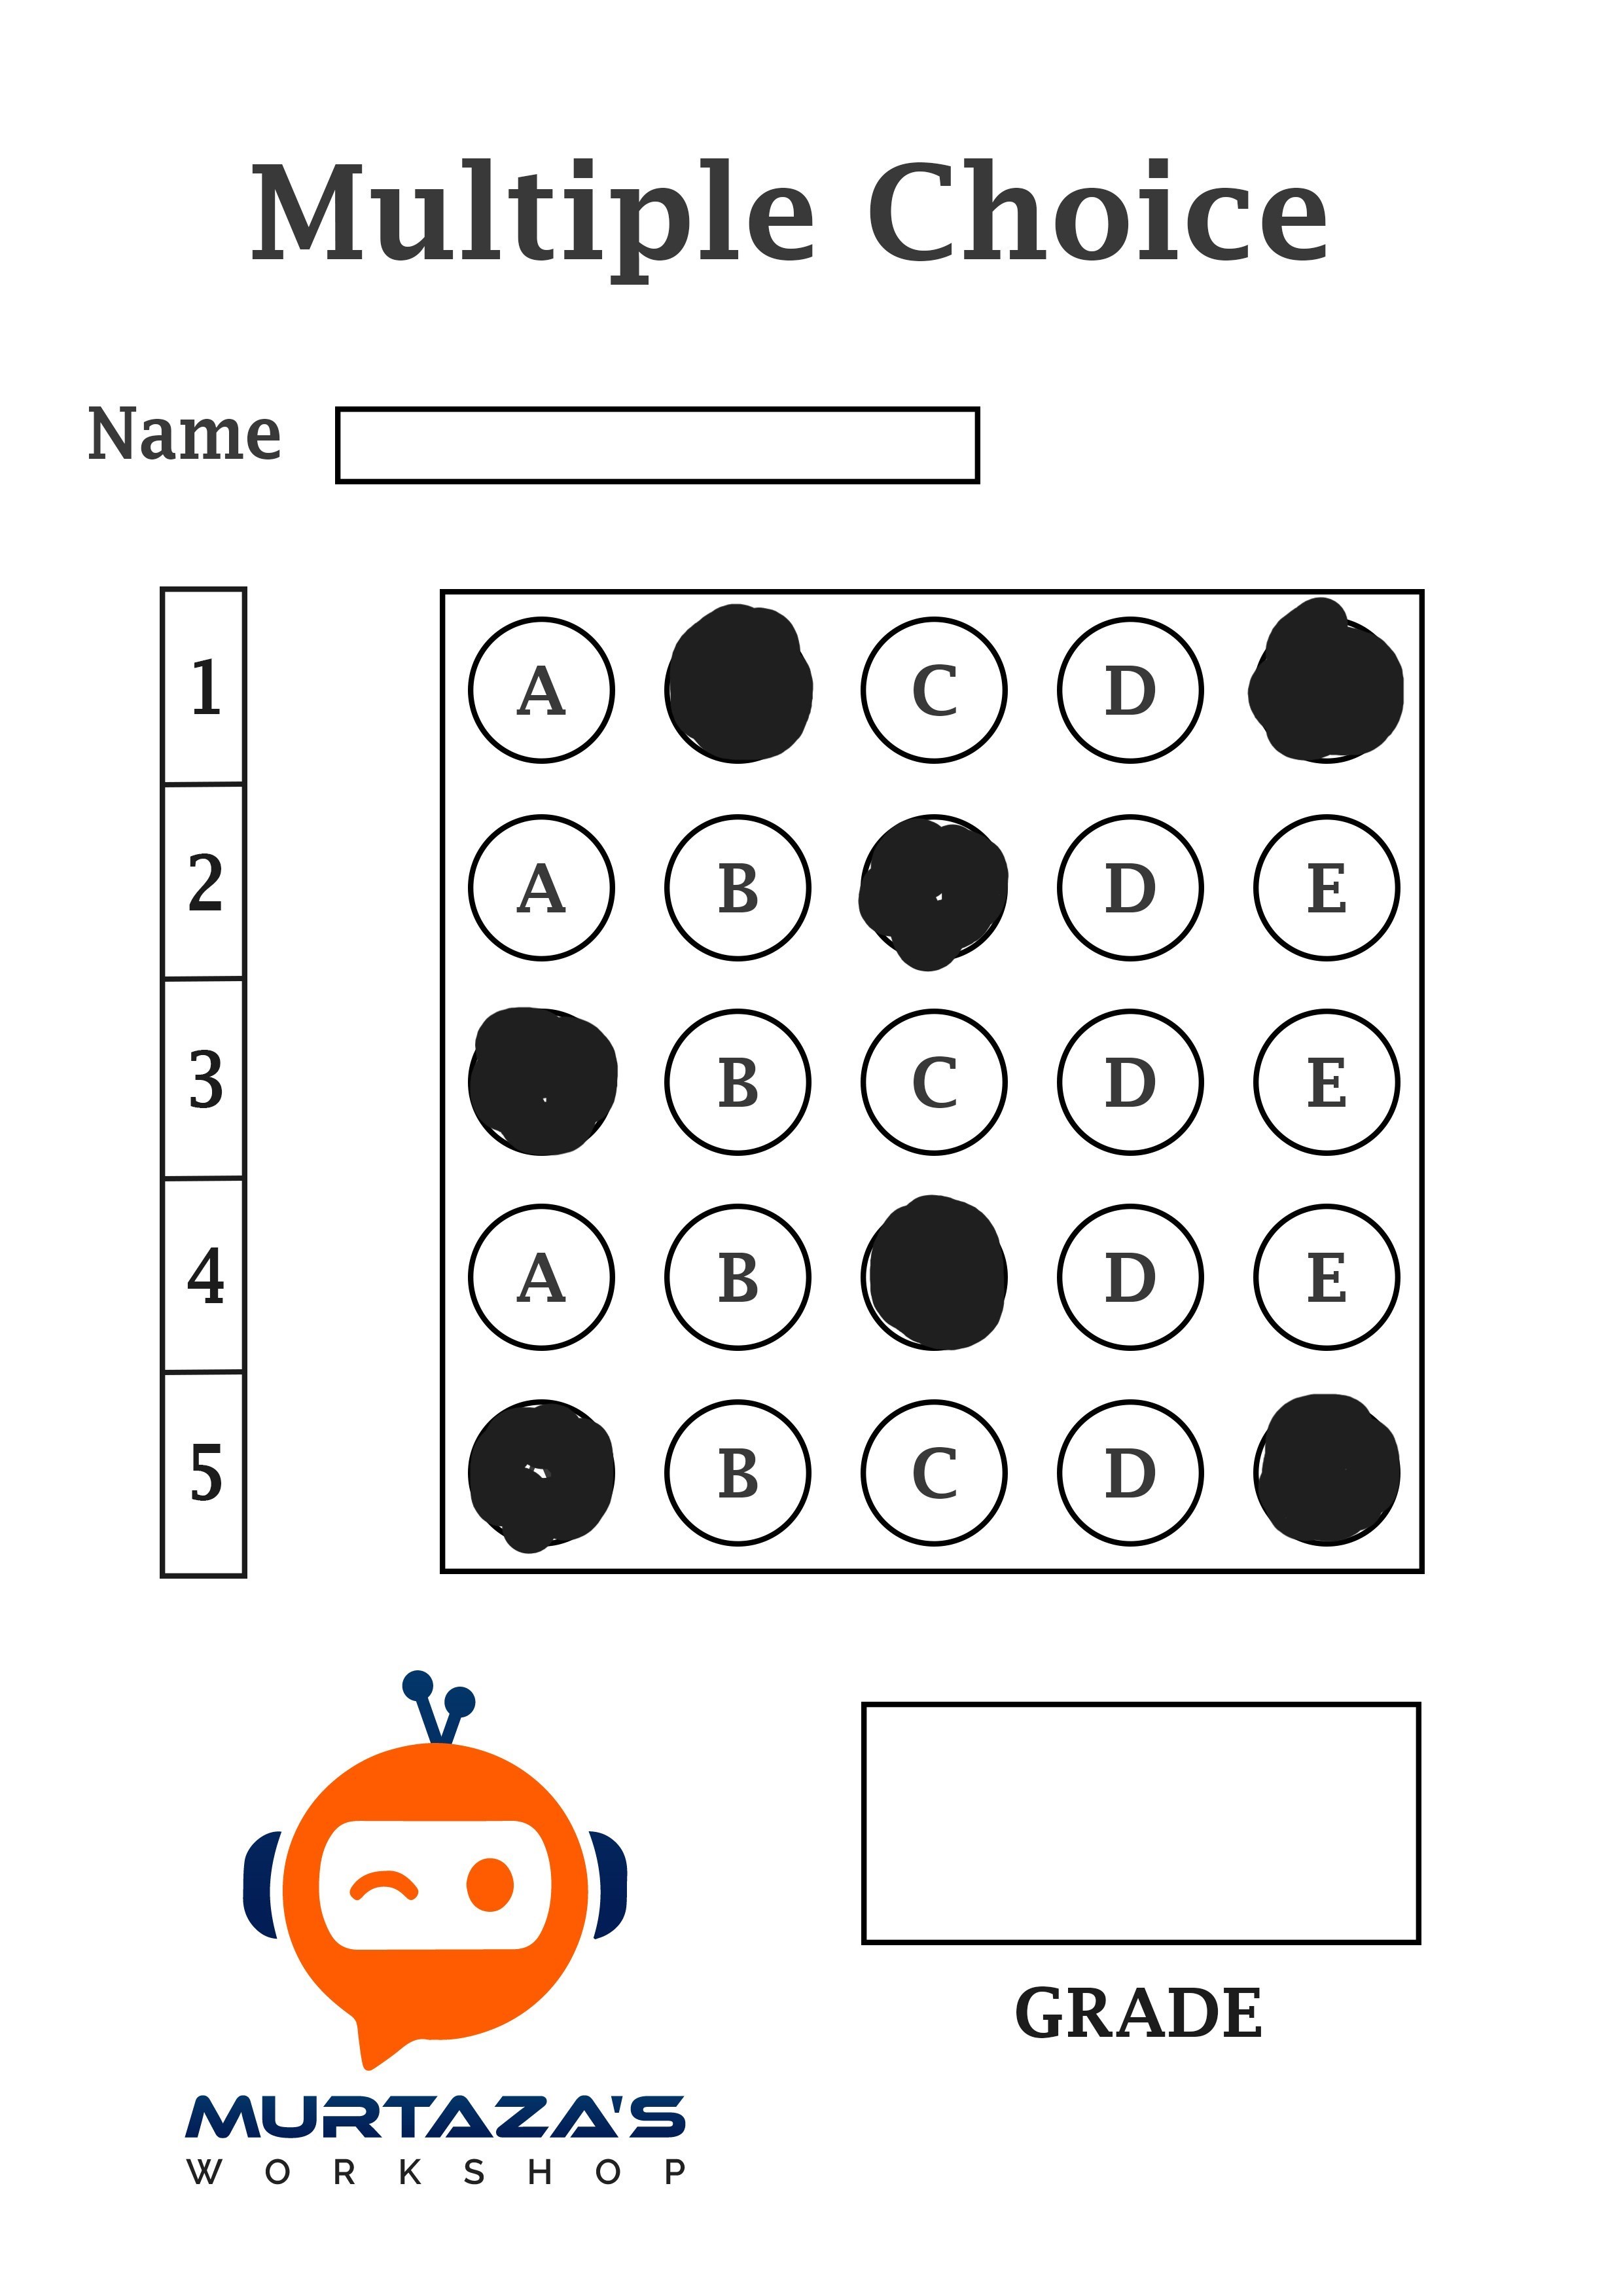 Multiple Choice
Name
1 A C D
2 A B D E
3 B C D E
4 A B D E
5 B C D
GRADE
MURTAZA'S
WORKSHOP